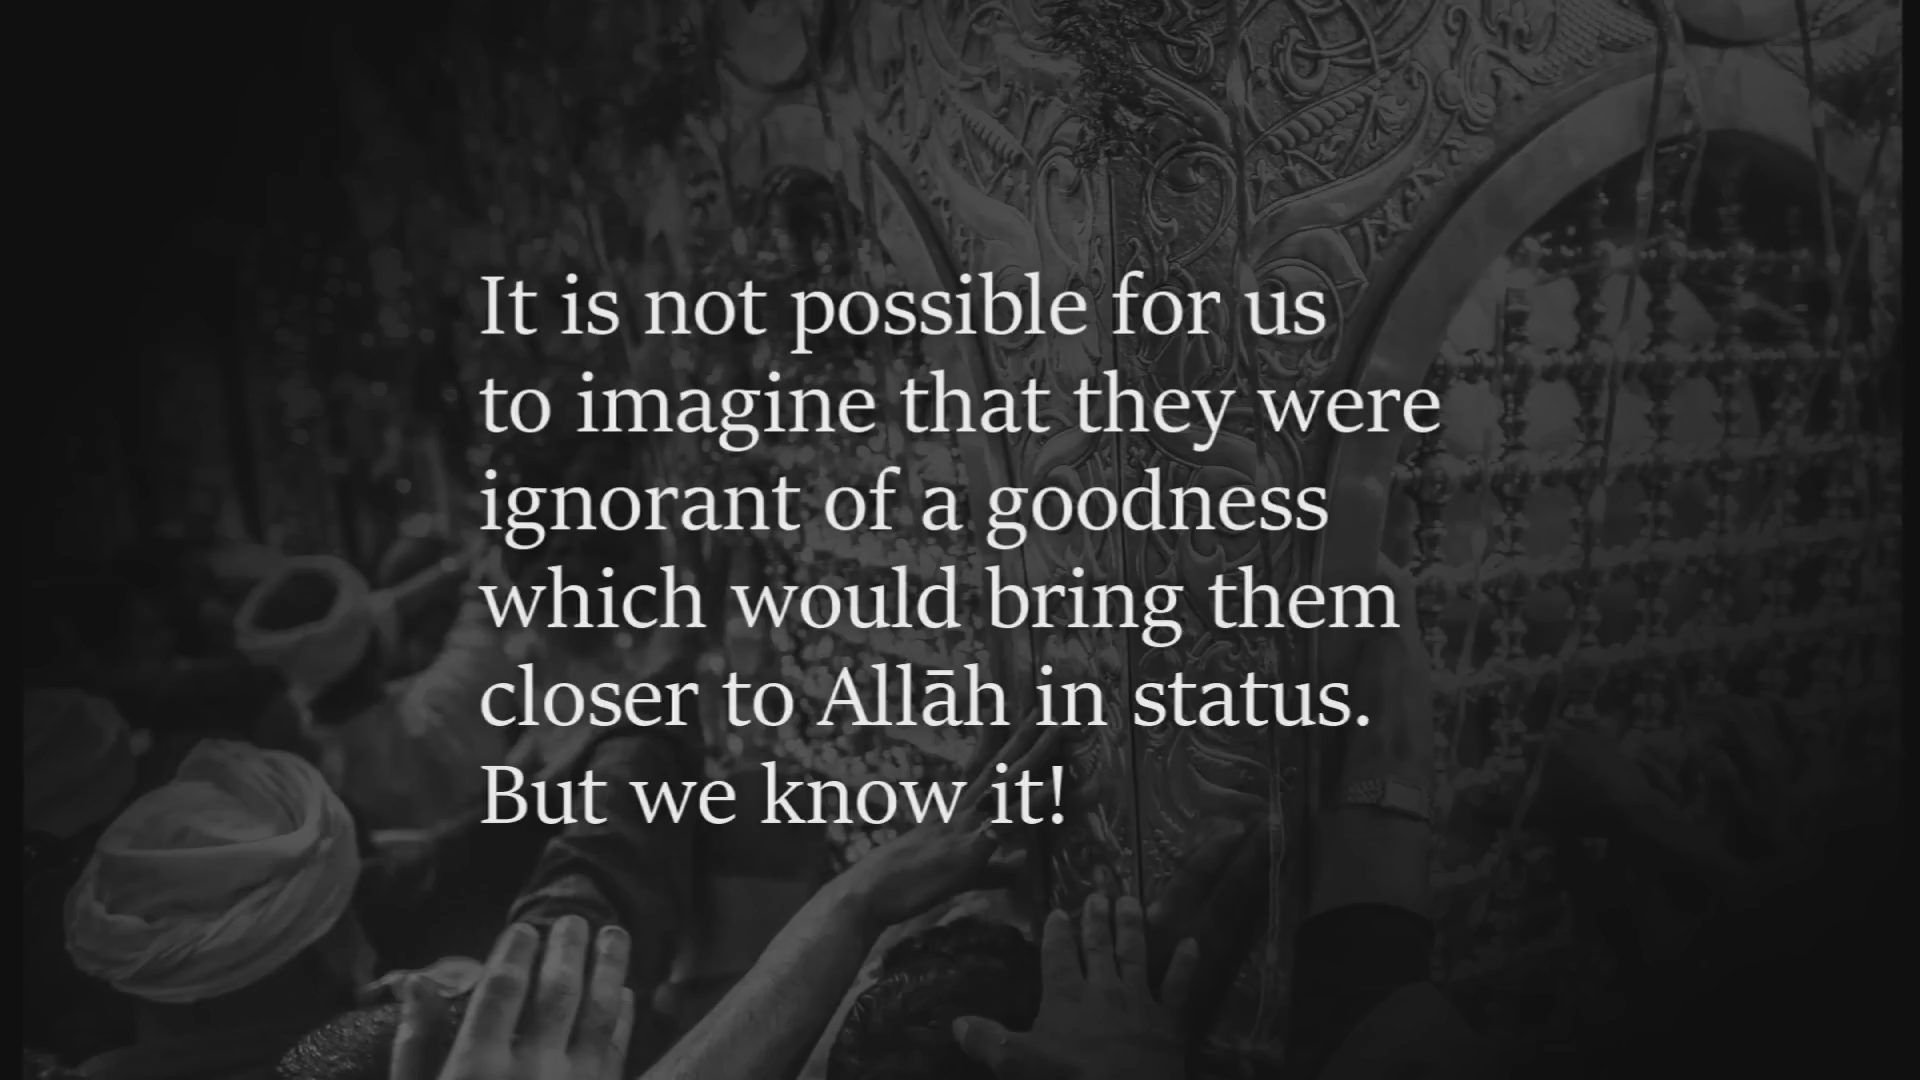 It is not possible for us
to imagine that they were
ignorant of a goodness
which would bring them
closer to Allāh in status.
But we know it!